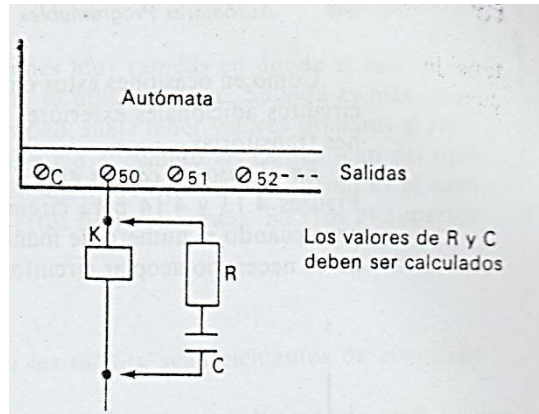 Autómata
C 50 51 52--- Salidas
K
R
C
Los valores de R y C
deben ser calculados